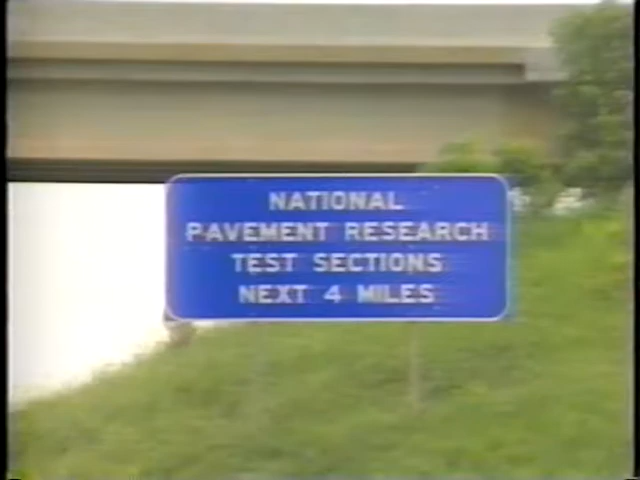 NATIONAL
PAVEMENT RESEARCH
TEST SECTIONS
NEXT 4 MILES